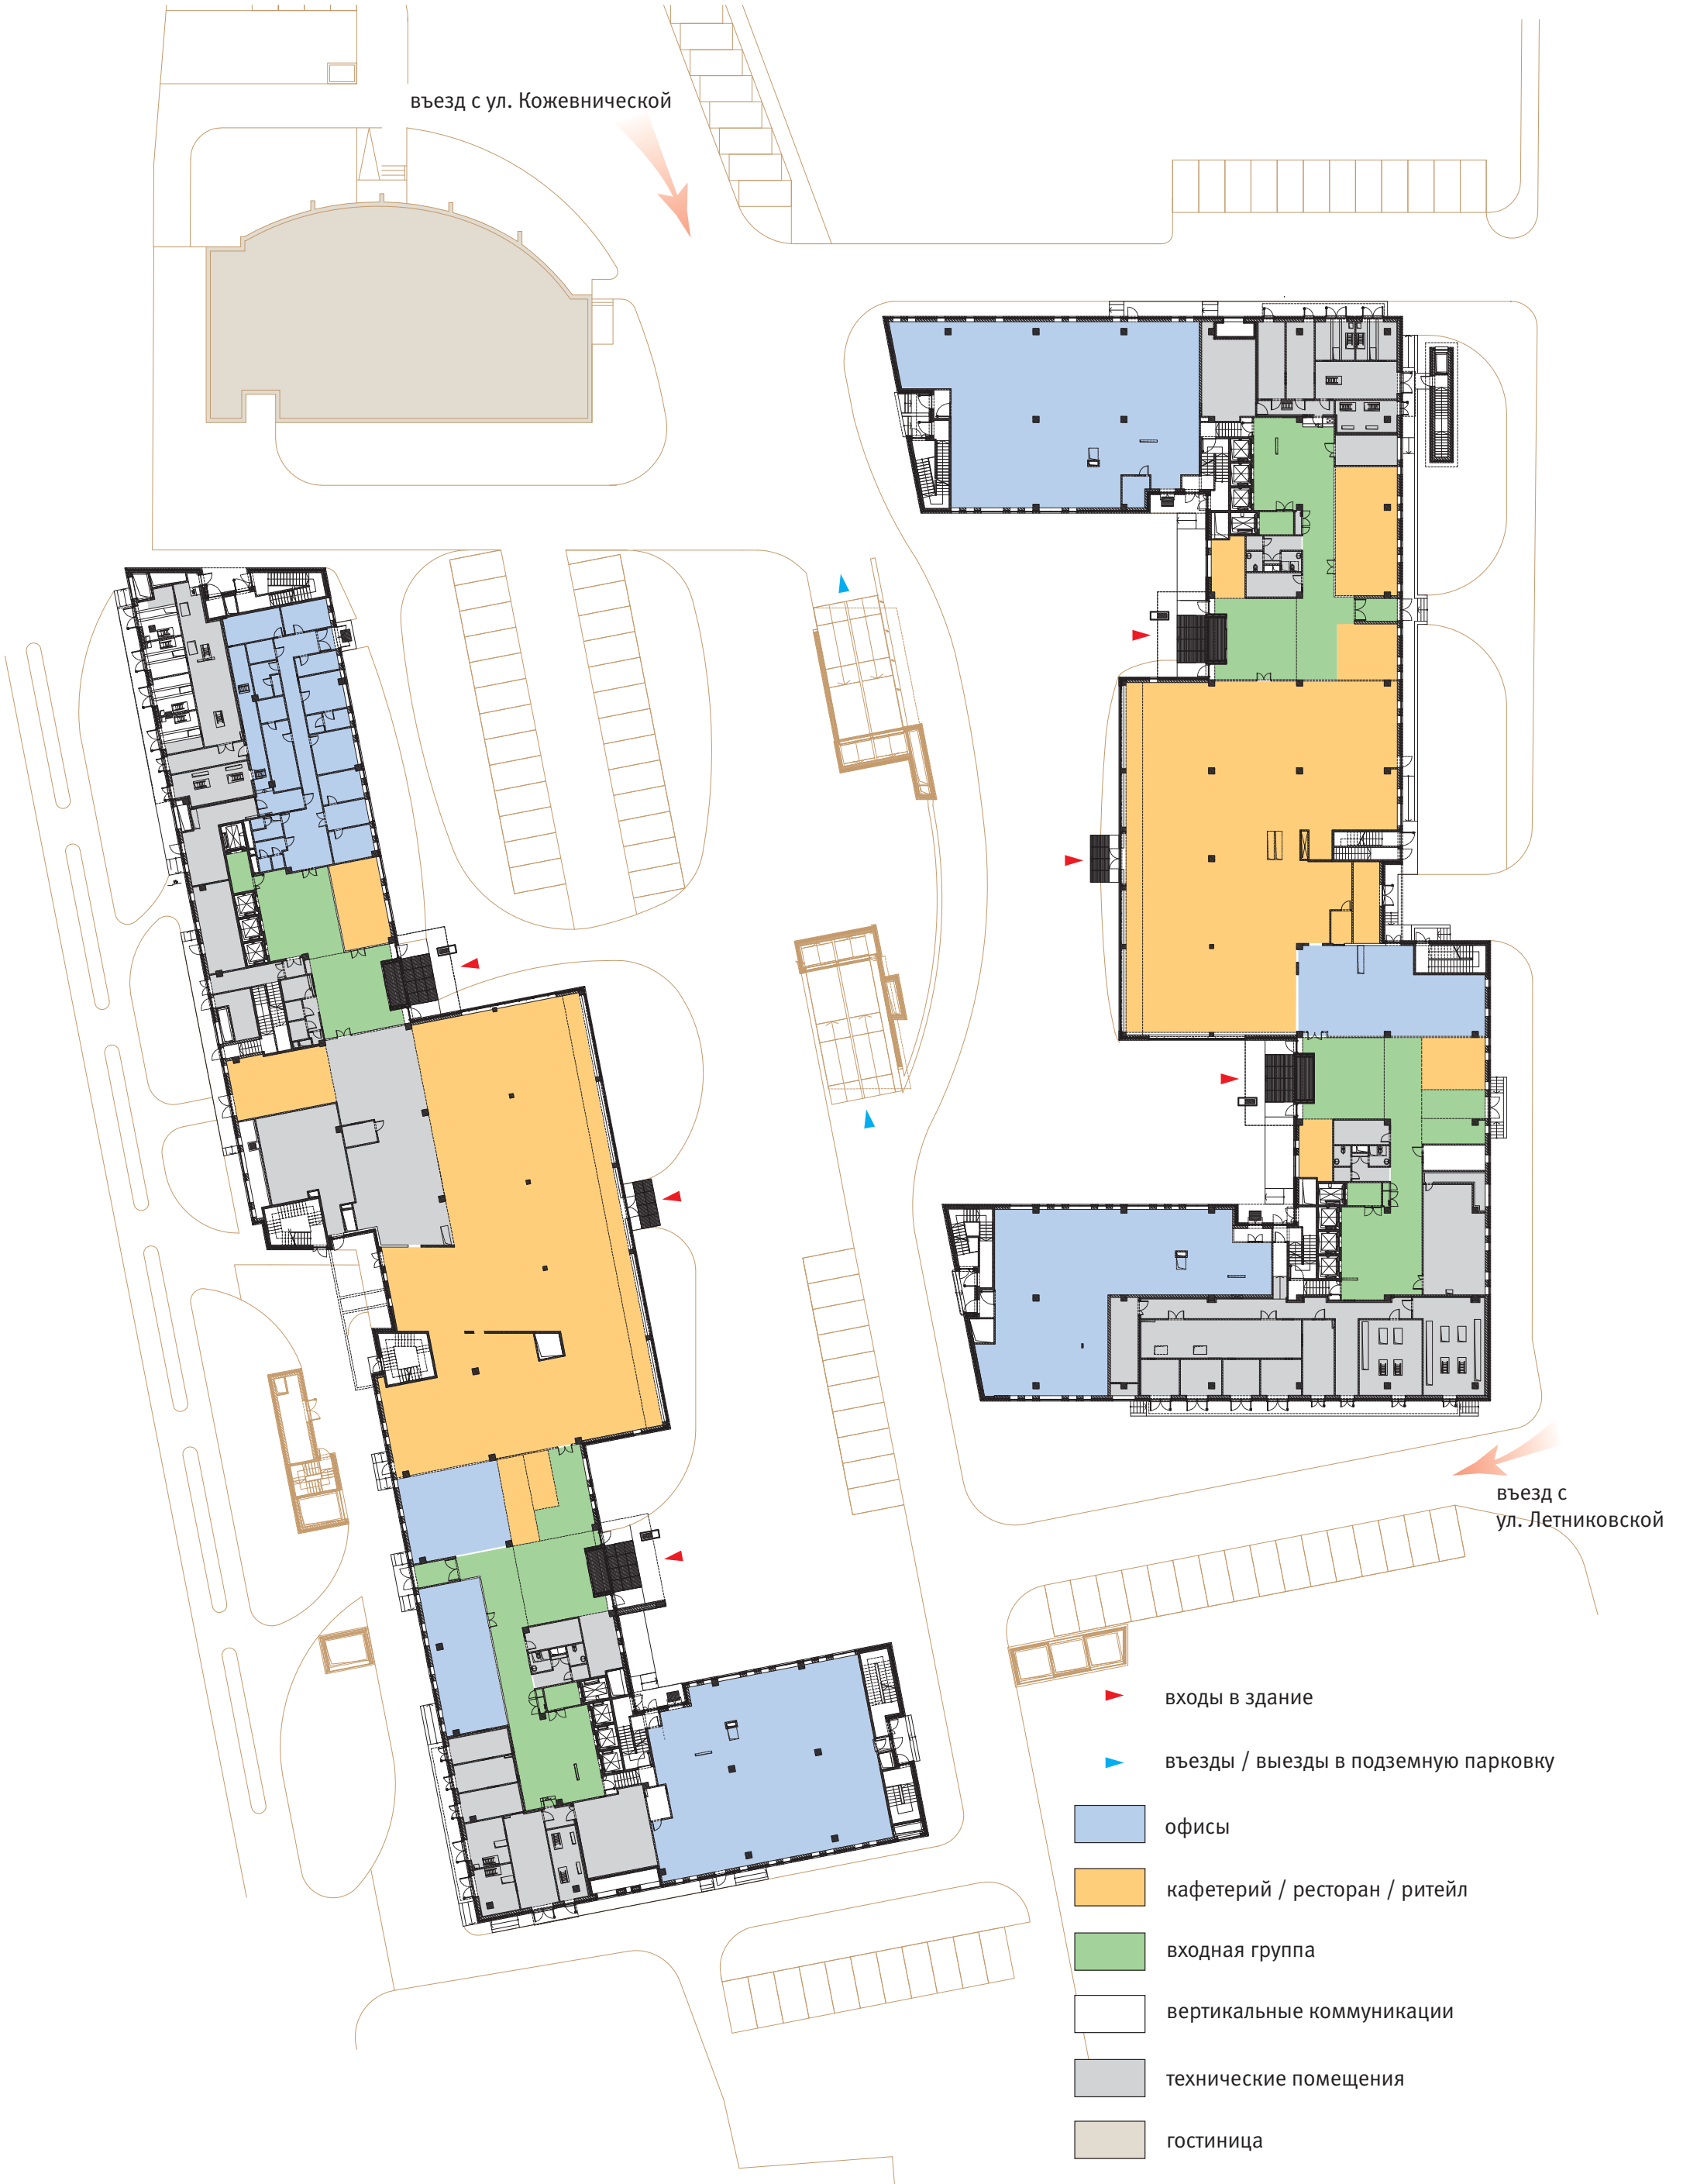 въезд с ул. Кожевнической
въезд с
ул. Летниковской
входы в здание
въезды / выезды в подземную парковку
офисы
кафетерий / ресторан / ритейл
входная группа
вертикальные коммуникации
технические помещения
гостиница